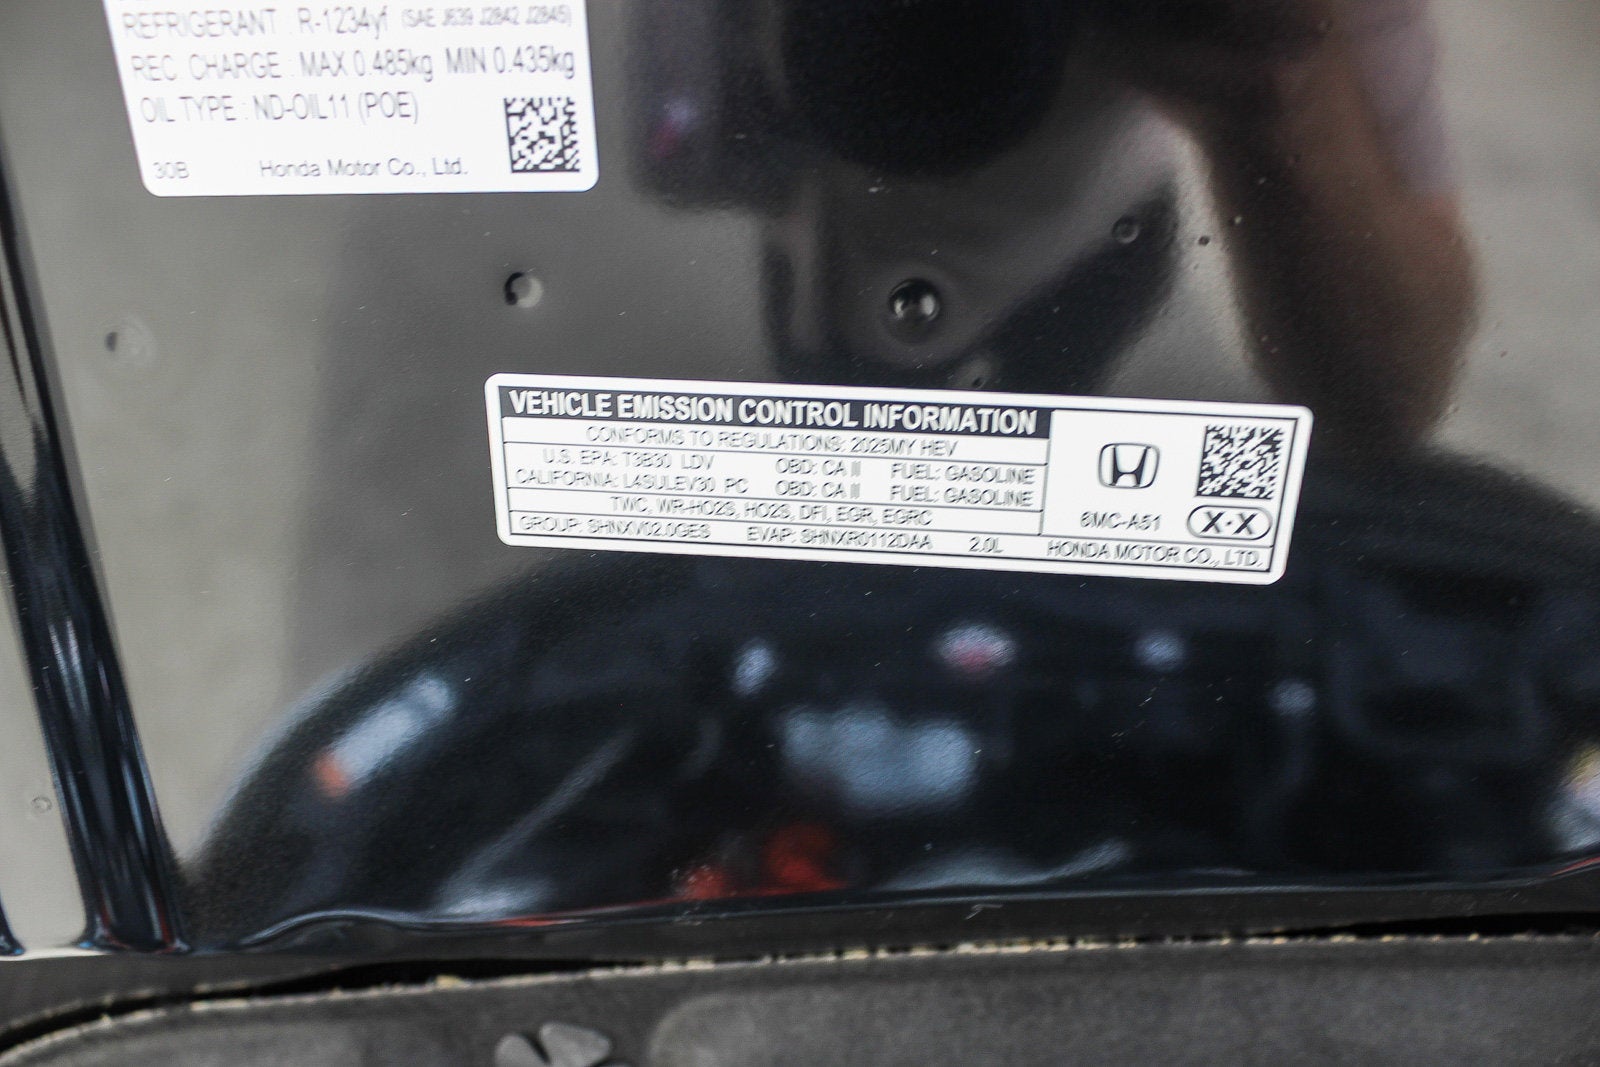 REFRIGERANT : R-1234yf (SAE J639 J2842 J2845)
REC. CHARGE : MAX 0.485kg MIN 0.435kg
OIL TYPE : ND-OIL11 (POE)
30B Honda Motor Co., Ltd.
VEHICLE EMISSION CONTROL INFORMATION
CONFORMS TO REGULATIONS: 2025MY HEV
U.S. EPA: T3B30 LDV OBD: CA II FUEL: GASOLINE
CALIFORNIA: L4SULEV30 PC OBD: CA II FUEL: GASOLINE
TWC, WR-HO2S, HO2S, DFI, EGR, EGRC
GROUP: SHNXV02.0GES EVAP: SHNXR0112DAA 2.0L
6MC-A51 X·X
HONDA MOTOR CO., LTD.